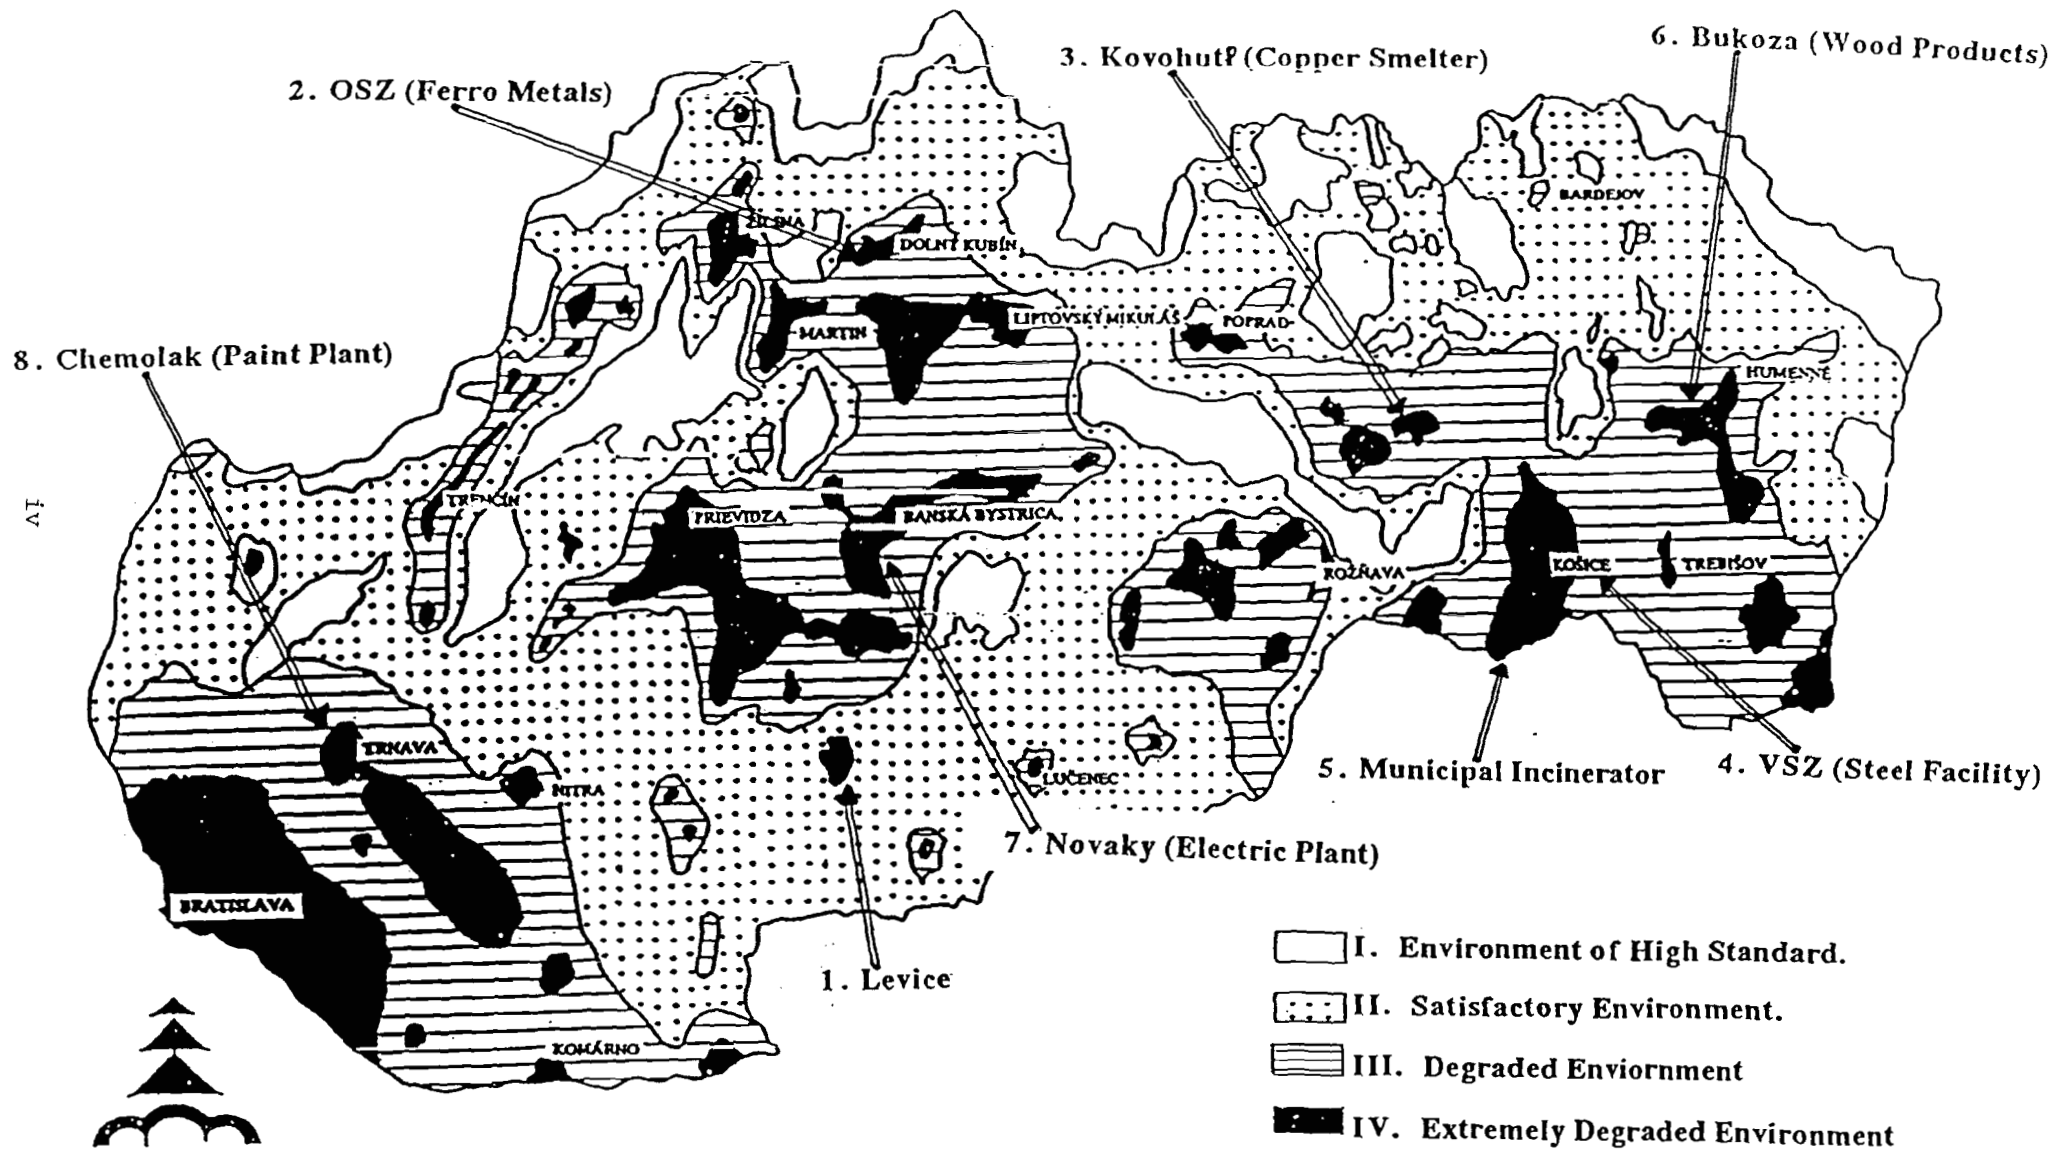 6. Bukoza (Wood Products)
3. Kovohutě (Copper Smelter)
2. OSZ (Ferro Metals)
BARDEJOV
ŽILINA
DOLNÝ KUBÍN
LIPTOVSKÝ MIKULÁŠ
POPRAD
MARTIN
8. Chemolak (Paint Plant)
HUMENNÉ
TRENČÍN
iv
PRIEVIDZA
BANSKÁ BYSTRICA
ROŽŇAVA
KOŠICE
TREBIŠOV
TRNAVA
NITRA
LUČENEC
5. Municipal Incinerator
4. VSZ (Steel Facility)
7. Novaky (Electric Plant)
BRATISLAVA
1. Levice
KOMÁRNO
I. Environment of High Standard.
II. Satisfactory Environment.
III. Degraded Enviornment
IV. Extremely Degraded Environment